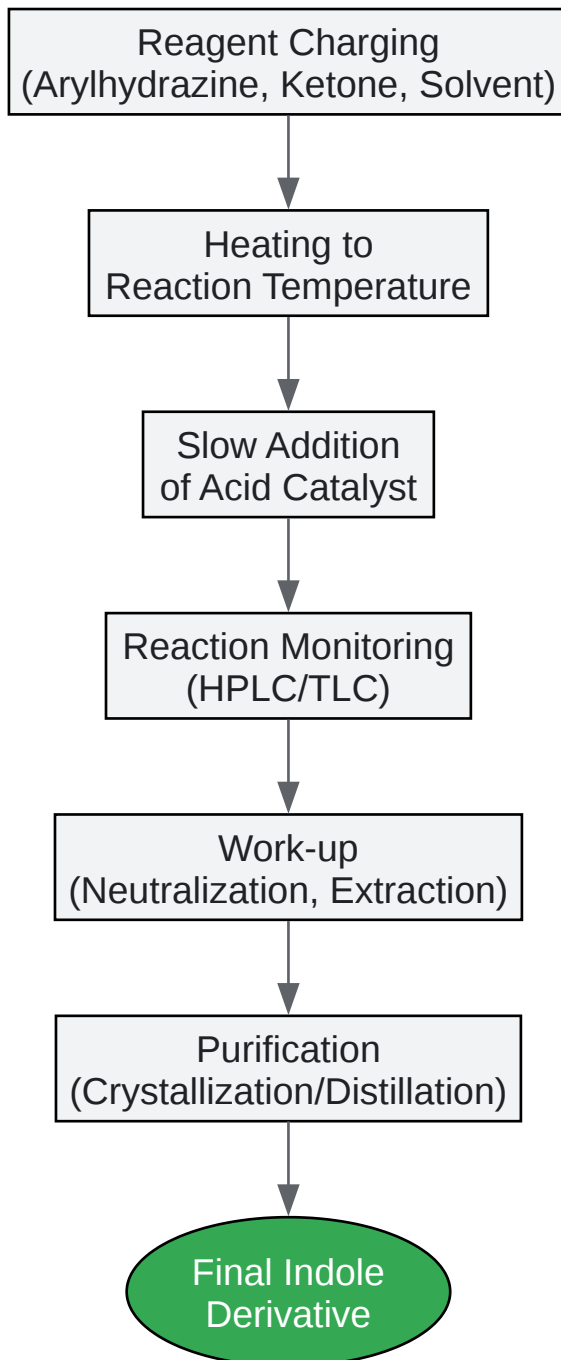 Reagent Charging
(Arylhydrazine, Ketone, Solvent)
Heating to
Reaction Temperature
Slow Addition
of Acid Catalyst
Reaction Monitoring
(HPLC/TLC)
Work-up
(Neutralization, Extraction)
Purification
(Crystallization/Distillation)
Final Indole
Derivative